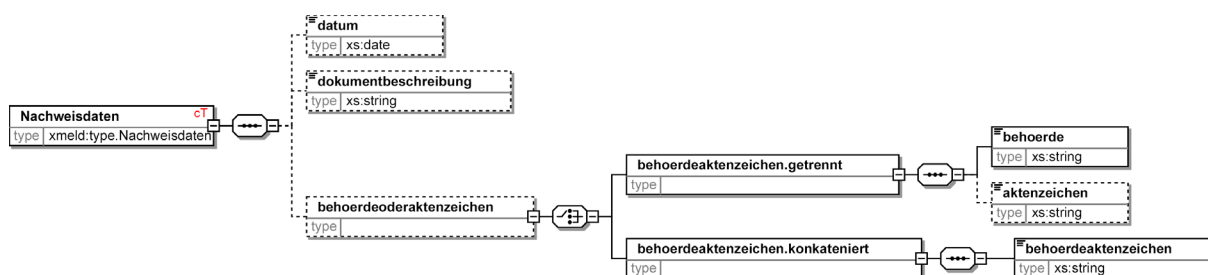 datum
type xs:date
dokumentbeschreibung
type xs:string
Nachweisdaten cT
type xmeld:type.Nachweisdaten
behoerdeoderaktenzeichen
type
behoerdeaktenzeichen.getrennt
type
behoerde
type xs:string
aktenzeichen
type xs:string
behoerdeaktenzeichen.konkateniert
type
behoerdeaktenzeichen
type xs:string